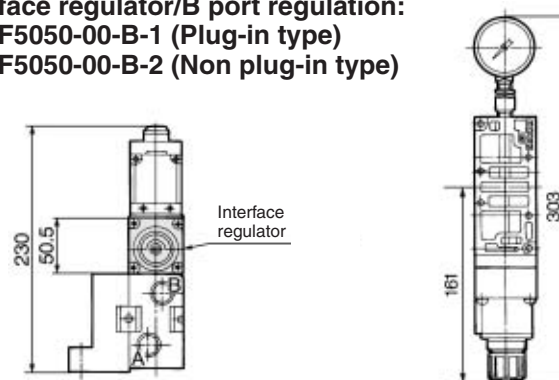 face regulator/B port regulation:
F5050-00-B-1 (Plug-in type)
F5050-00-B-2 (Non plug-in type)
Interface
regulator
230
50.5
B
A
303
161